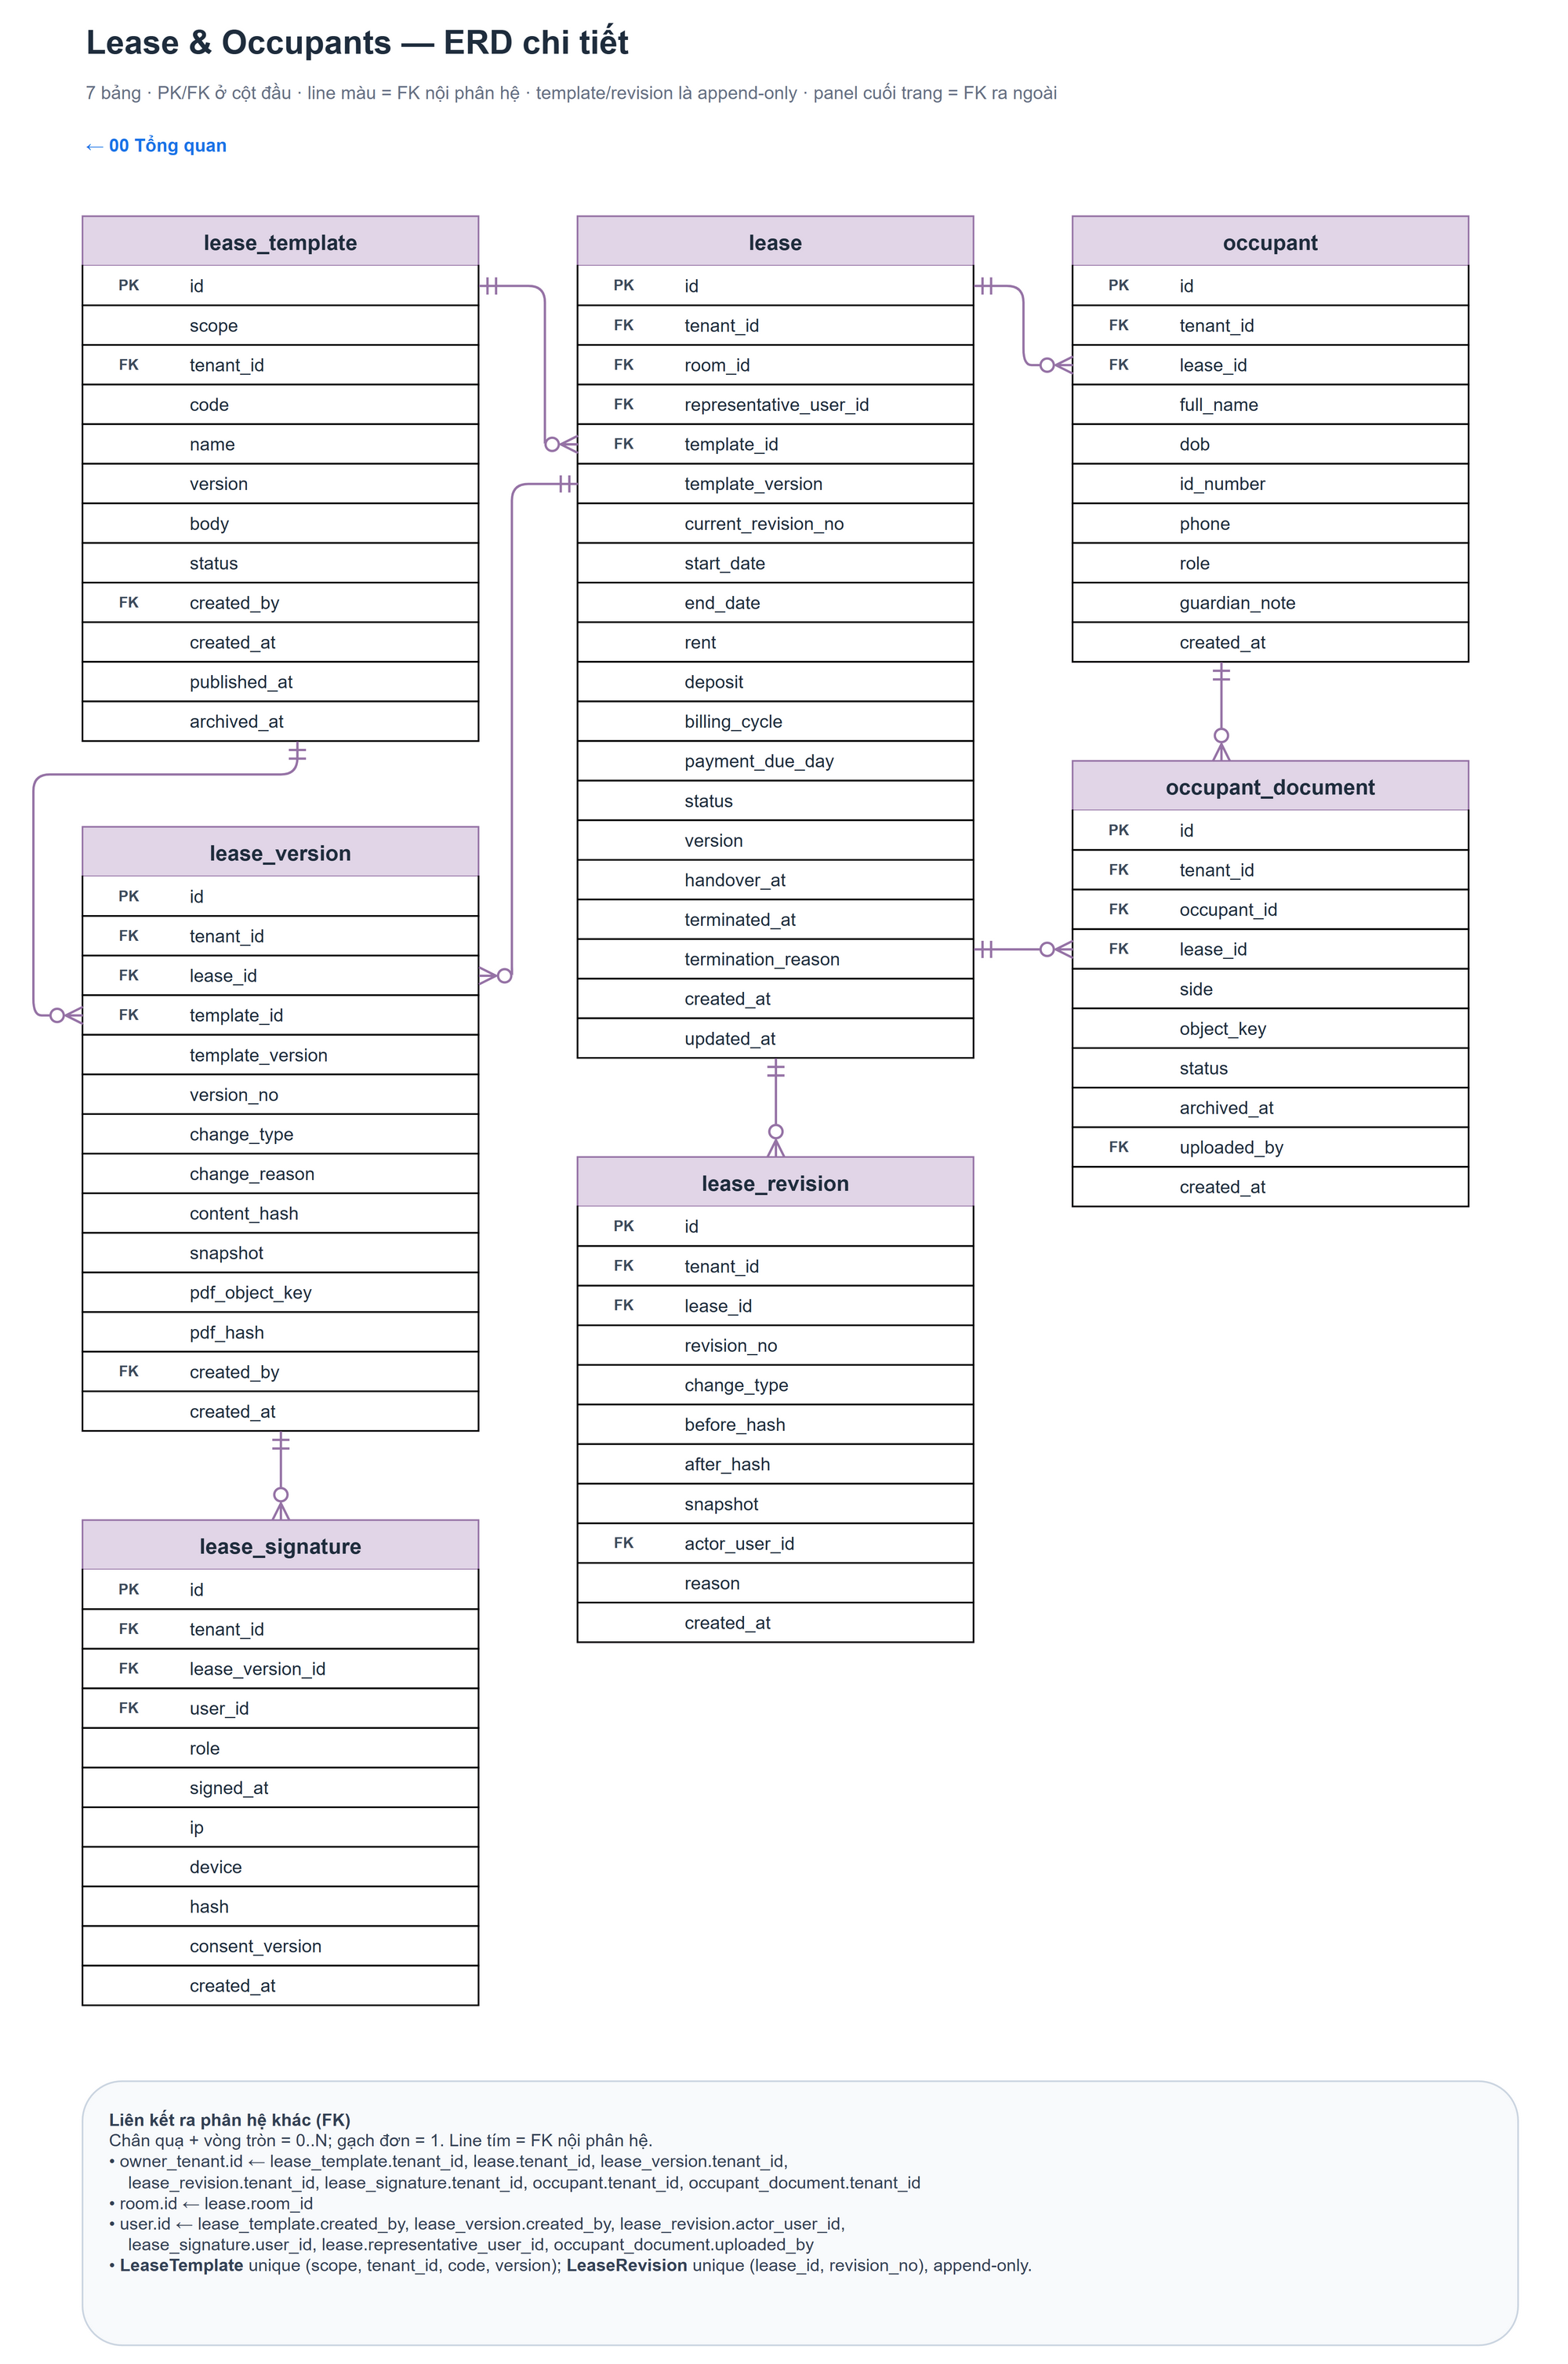 Lease & Occupants — ERD chi tiết
7 bảng · PK/FK ở cột đầu · line màu = FK nội phân hệ · template/revision là append-only · panel cuối trang = FK ra ngoài
← 00 Tổng quan
lease_template
PK id
scope
FK tenant_id
code
name
version
body
status
FK created_by
created_at
published_at
archived_at
lease
PK id
FK tenant_id
FK room_id
FK representative_user_id
FK template_id
template_version
current_revision_no
start_date
end_date
rent
deposit
billing_cycle
payment_due_day
status
version
handover_at
terminated_at
termination_reason
created_at
updated_at
occupant
PK id
FK tenant_id
FK lease_id
full_name
dob
id_number
phone
role
guardian_note
created_at
occupant_document
PK id
FK tenant_id
FK occupant_id
FK lease_id
side
object_key
status
archived_at
FK uploaded_by
created_at
lease_version
PK id
FK tenant_id
FK lease_id
FK template_id
template_version
version_no
change_type
change_reason
content_hash
snapshot
pdf_object_key
pdf_hash
FK created_by
created_at
lease_revision
PK id
FK tenant_id
FK lease_id
revision_no
change_type
before_hash
after_hash
snapshot
FK actor_user_id
reason
created_at
lease_signature
PK id
FK tenant_id
FK lease_version_id
FK user_id
role
signed_at
ip
device
hash
consent_version
created_at
Liên kết ra phân hệ khác (FK)
Chân quạ + vòng tròn = 0..N; gạch đơn = 1. Line tím = FK nội phân hệ.
• owner_tenant.id ← lease_template.tenant_id, lease.tenant_id, lease_version.tenant_id,
lease_revision.tenant_id, lease_signature.tenant_id, occupant.tenant_id, occupant_document.tenant_id
• room.id ← lease.room_id
• user.id ← lease_template.created_by, lease_version.created_by, lease_revision.actor_user_id,
lease_signature.user_id, lease.representative_user_id, occupant_document.uploaded_by
• LeaseTemplate unique (scope, tenant_id, code, version); LeaseRevision unique (lease_id, revision_no), append-only.